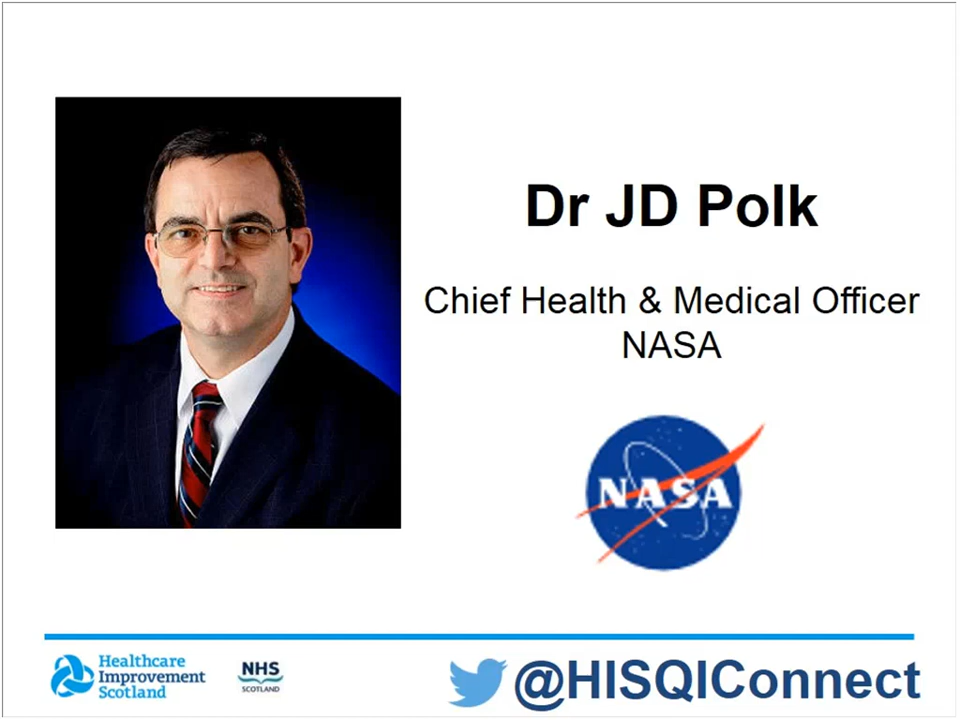 Dr JD Polk
Chief Health & Medical Officer
NASA
NASA
Healthcare
Improvement
Scotland
NHS
SCOTLAND
@HISQIConnect